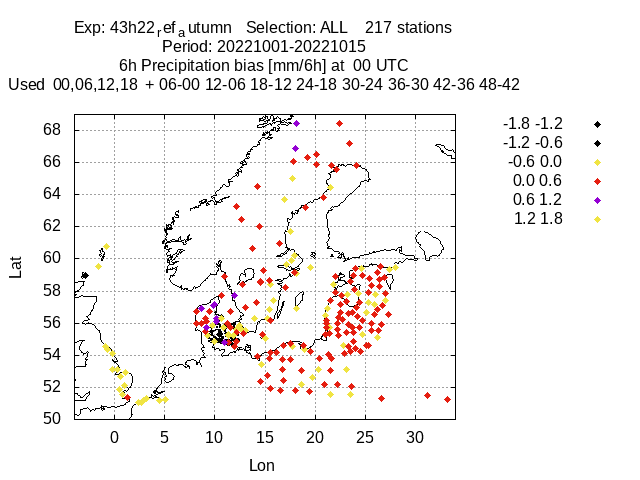 Exp: 43h22_ref_autumn   Selection: ALL    217 stations
Period: 20221001-20221015
6h Precipitation bias [mm/6h] at  00 UTC
Used  00,06,12,18  + 06-00 12-06 18-12 24-18 30-24 36-30 42-36 48-42
-1.8 -1.2
-1.2 -0.6
-0.6 0.0
0.0 0.6
0.6 1.2
1.2 1.8
Lat
68
66
64
62
60
58
56
54
52
50
0 5 10 15 20 25 30
Lon